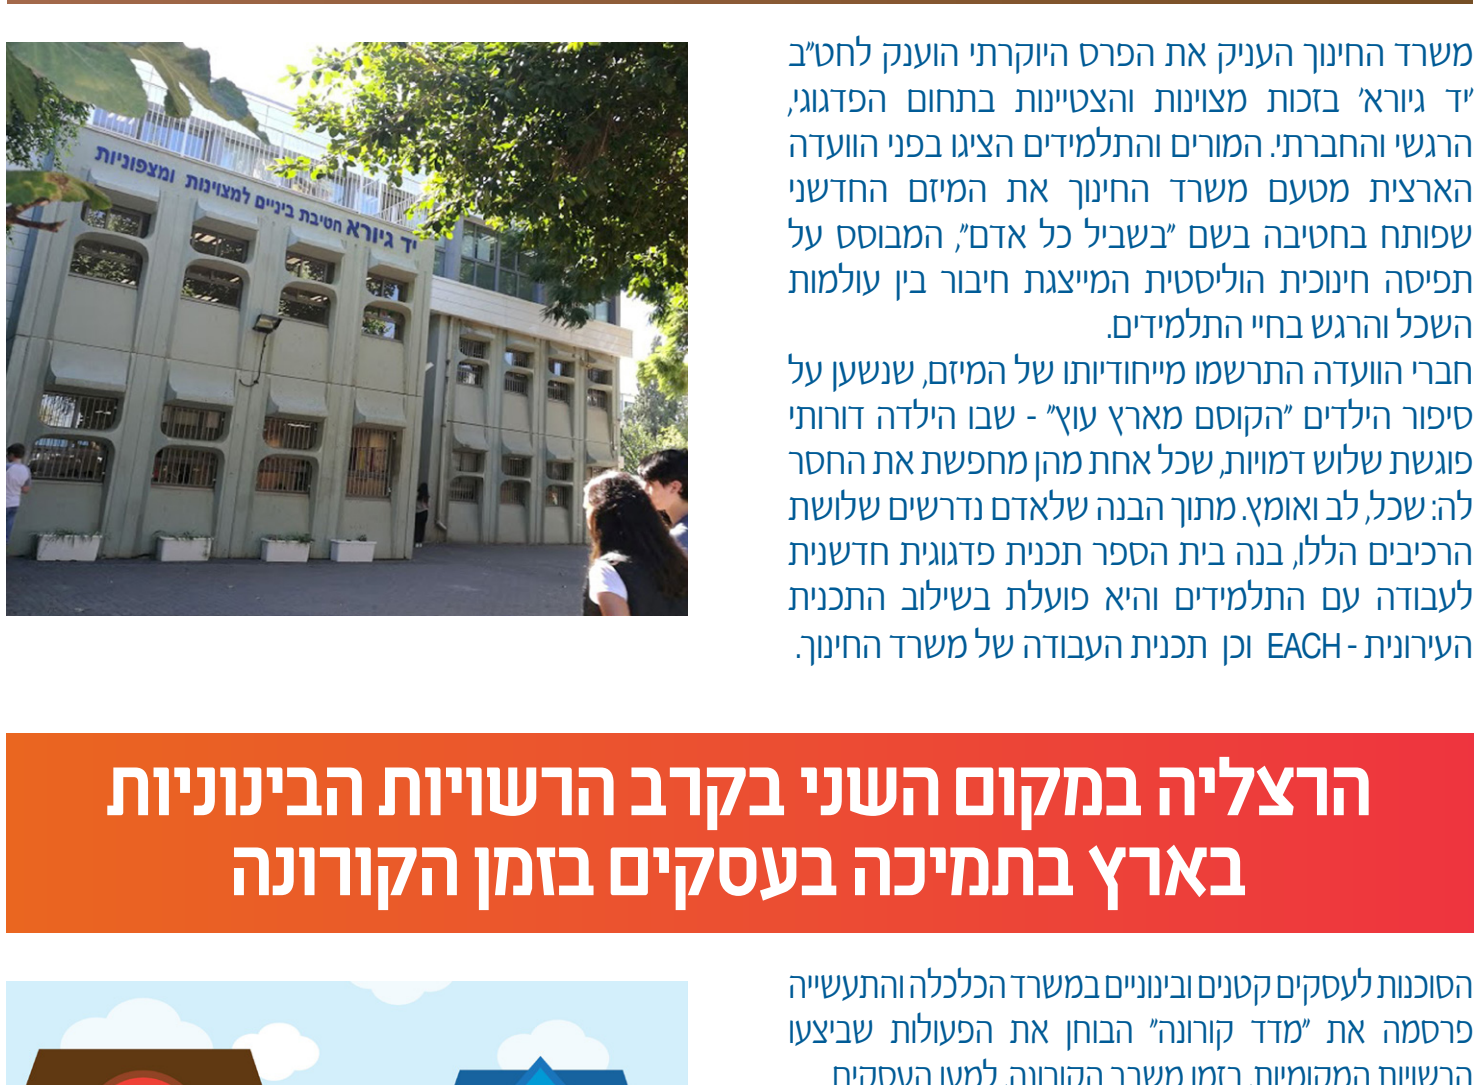 משרד החינוך העניק את הפרס היוקרתי הוענק לחט״ב
׳יד גיורא׳ בזכות מצוינות והצטיינות בתחום הפדגוגי,
הרגשי והחברתי. המורים והתלמידים הציגו בפני הוועדה
הארצית מטעם משרד החינוך את המיזם החדשני
שפותח בחטיבה בשם ״בשביל כל אדם״, המבוסס על
תפיסה חינוכית הוליסטית המייצגת חיבור בין עולמות
השכל והרגש בחיי התלמידים.
חברי הוועדה התרשמו מייחודיותו של המיזם, שנשען על
סיפור הילדים ״הקוסם מארץ עוץ״ - שבו הילדה דורותי
פוגשת שלוש דמויות, שכל אחת מהן מחפשת את החסר
לה: שכל, לב ואומץ. מתוך הבנה שלאדם נדרשים שלושת
הרכיבים הללו, בנה בית הספר תכנית פדגוגית חדשנית
לעבודה עם התלמידים והיא פועלת בשילוב התכנית
העירונית - EACH וכן תכנית העבודה של משרד החינוך.
יד גיורא חטיבת ביניים למצוינות ומצפוניות
הרצליה במקום השני בקרב הרשויות הבינוניות
בארץ בתמיכה בעסקים בזמן הקורונה
הסוכנות לעסקים קטנים ובינוניים במשרד הכלכלה והתעשייה
פרסמה את ״מדד קורונה״ הבוחן את הפעולות שביצעו
הרשויות המקומיות, בזמן משבר הקורונה, למען העסקים